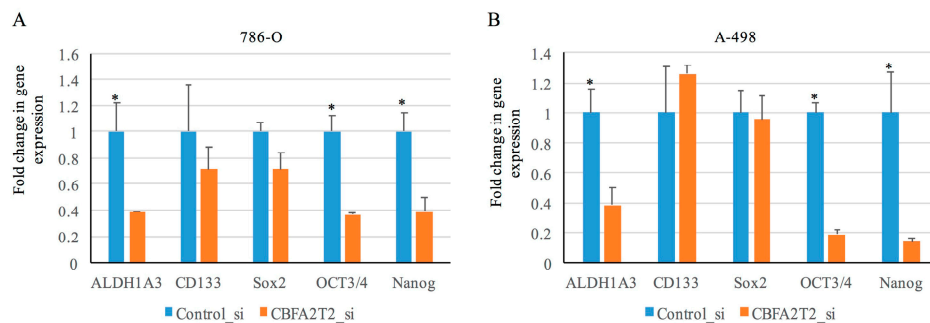 A
786-O
Fold change in gene
expression
1.6
1.4
1.2
1
0.8
0.6
0.4
0.2
0
*
*
*
ALDH1A3 CD133 Sox2 OCT3/4 Nanog
Control_si CBFA2T2_si
B
A-498
Fold change in gene
expression
1.4
1.2
1
0.8
0.6
0.4
0.2
0
*
*
*
ALDH1A3 CD133 Sox2 OCT3/4 Nanog
Control_si CBFA2T2_si